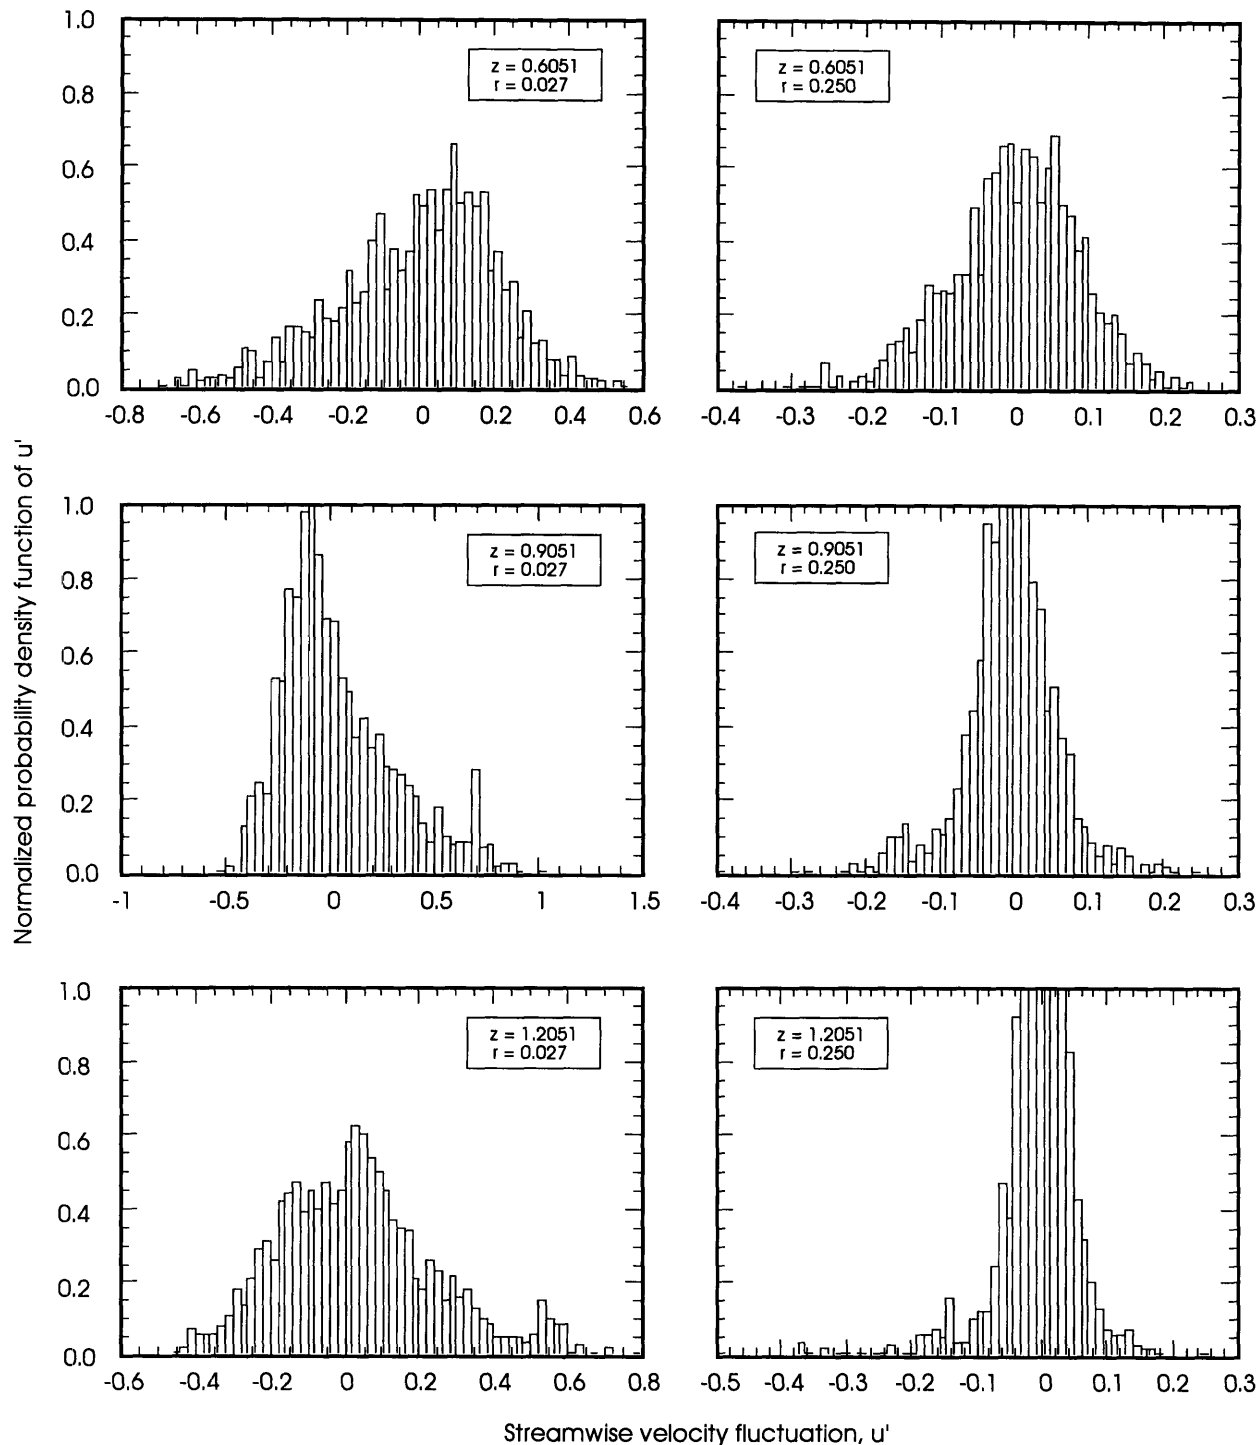 Normalized probability density function of u'
1.0
0.8
0.6
0.4
0.2
0.0
z = 0.6051
r = 0.027
-0.8 -0.6 -0.4 -0.2 0 0.2 0.4 0.6
z = 0.6051
r = 0.250
-0.4 -0.3 -0.2 -0.1 0 0.1 0.2 0.3
1.0
0.8
0.6
0.4
0.2
0.0
z = 0.9051
r = 0.027
-1 -0.5 0 0.5 1 1.5
z = 0.9051
r = 0.250
-0.4 -0.3 -0.2 -0.1 0 0.1 0.2 0.3
1.0
0.8
0.6
0.4
0.2
0.0
z = 1.2051
r = 0.027
-0.6 -0.4 -0.2 0 0.2 0.4 0.6 0.8
z = 1.2051
r = 0.250
-0.5 -0.4 -0.3 -0.2 -0.1 0 0.1 0.2 0.3
Streamwise velocity fluctuation, u'